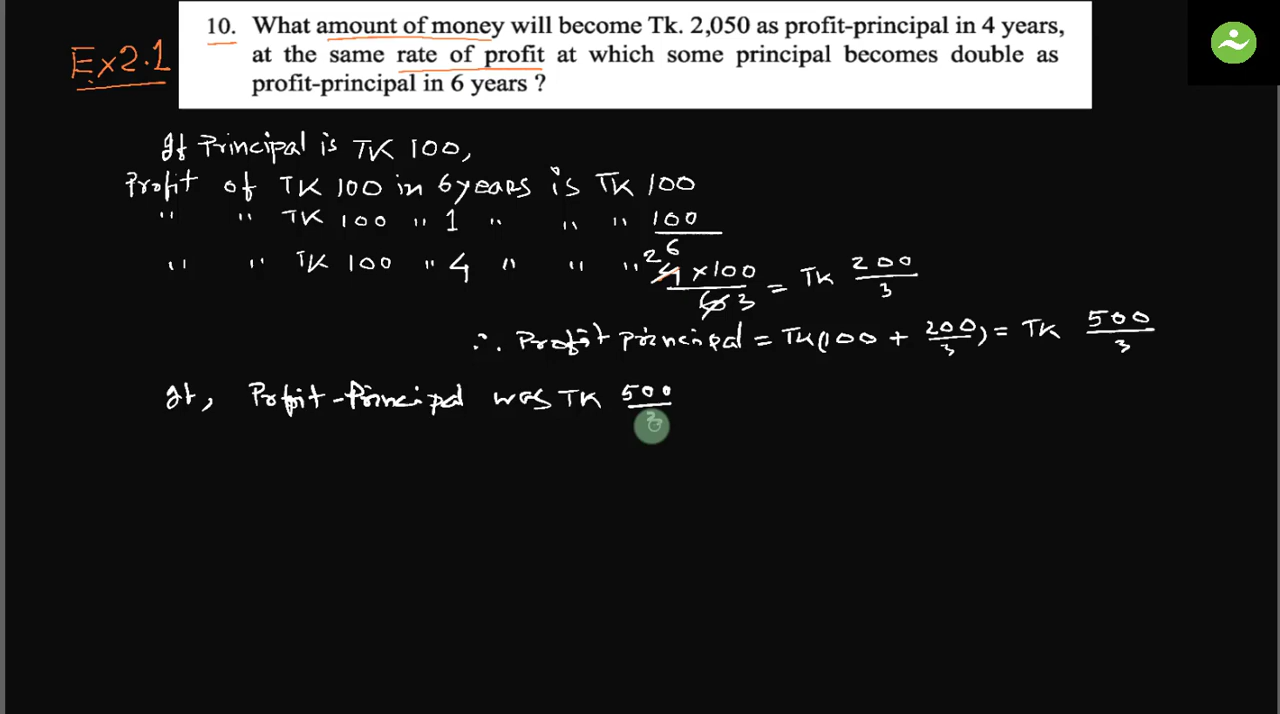 10. What amount of money will become Tk. 2,050 as profit-principal in 4 years,
at the same rate of profit at which some principal becomes double as
profit-principal in 6 years ?
Ex2.1
If Principal is TK 100,
Profit of TK 100 in 6 years is TK 100
" " TK 100 " 1 " " " 100/6
" " TK 100 " 4 " " " 2 4×100/6 3 = TK 200/3
∴ Profit principal = TK(100 + 200/3) = TK 500/3
If, Profit-Principal was TK 500/3